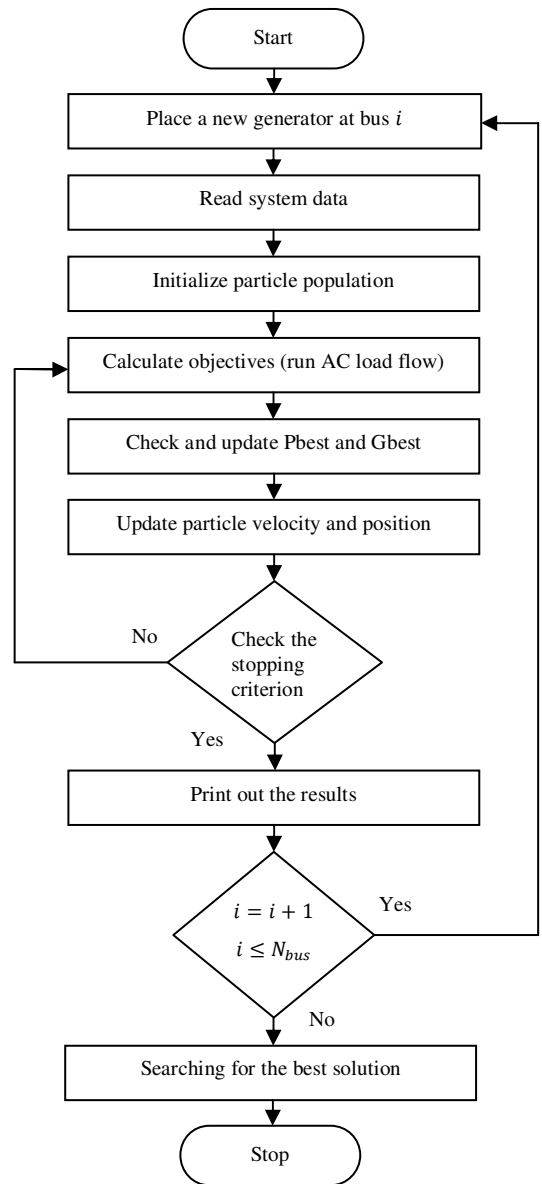 Start
Place a new generator at bus 𝑖
Read system data
Initialize particle population
Calculate objectives (run AC load flow)
Check and update Pbest and Gbest
Update particle velocity and position
No
Check the
stopping
criterion
Yes
Print out the results
𝑖 = 𝑖 + 1
Yes
𝑖 ≤ 𝑁𝑏𝑢𝑠
No
Searching for the best solution
Stop